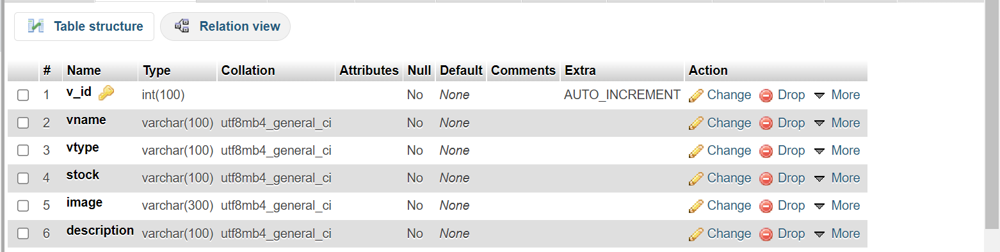 Table structure Relation view
# Name Type Collation Attributes Null Default Comments Extra Action
1 v_id int(100) No None AUTO_INCREMENT Change Drop More
2 vname varchar(100) utf8mb4_general_ci No None Change Drop More
3 vtype varchar(100) utf8mb4_general_ci No None Change Drop More
4 stock varchar(100) utf8mb4_general_ci No None Change Drop More
5 image varchar(300) utf8mb4_general_ci No None Change Drop More
6 description varchar(100) utf8mb4_general_ci No None Change Drop More